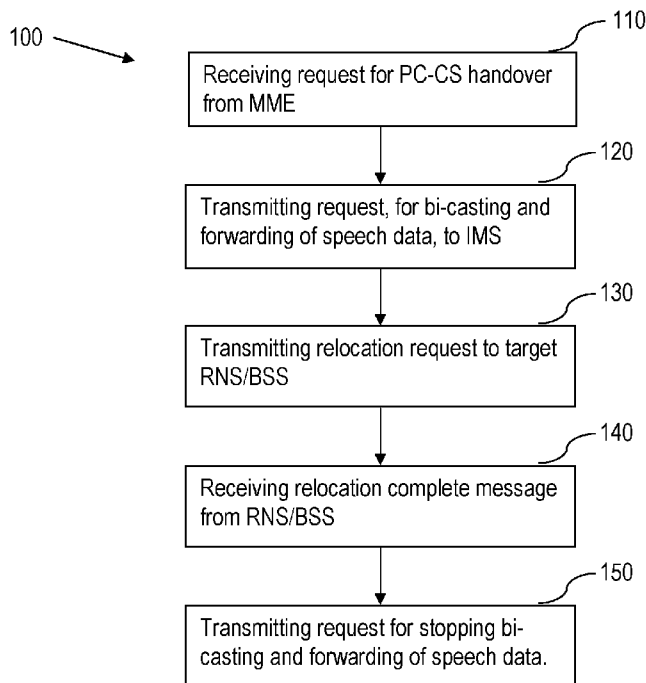 100
110
Receiving request for PC-CS handover
from MME
120
Transmitting request, for bi-casting and
forwarding of speech data, to IMS
130
Transmitting relocation request to target
RNS/BSS
140
Receiving relocation complete message
from RNS/BSS
150
Transmitting request for stopping bi-
casting and forwarding of speech data.